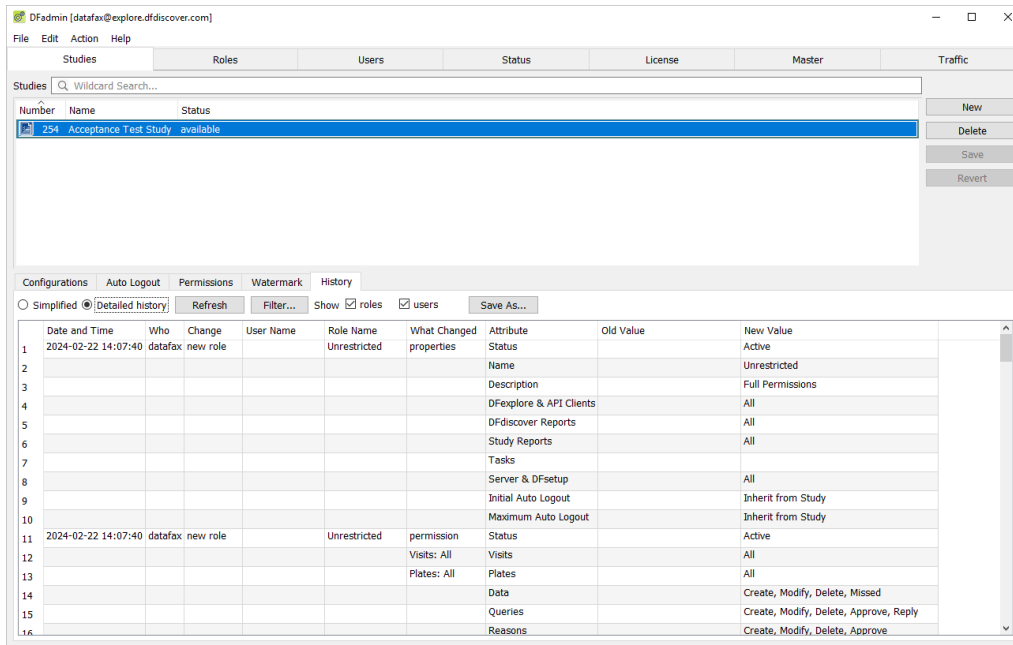 DFadmin [datafax@explore.dfdiscover.com]
File Edit Action Help
Studies Roles Users Status License Master Traffic
Studies Wildcard Search...
Number Name Status
254 Acceptance Test Study available
New
Delete
Save
Revert
Configurations Auto Logout Permissions Watermark History
Simplified Detailed history Refresh Filter... Show roles users Save As...
Date and Time Who Change User Name Role Name What Changed Attribute Old Value New Value
1 2024-02-22 14:07:40 datafax new role Unrestricted properties Status Active
2 Name Unrestricted
3 Description Full Permissions
4 DFexplore & API Clients All
5 DFdiscover Reports All
6 Study Reports All
7 Tasks
8 Server & DFsetup All
9 Initial Auto Logout Inherit from Study
10 Maximum Auto Logout Inherit from Study
11 2024-02-22 14:07:40 datafax new role Unrestricted permission Status Active
12 Visits: All Visits All
13 Plates: All Plates All
14 Data Create, Modify, Delete, Missed
15 Queries Create, Modify, Delete, Approve, Reply
16 Reasons Create, Modify, Delete, Approve